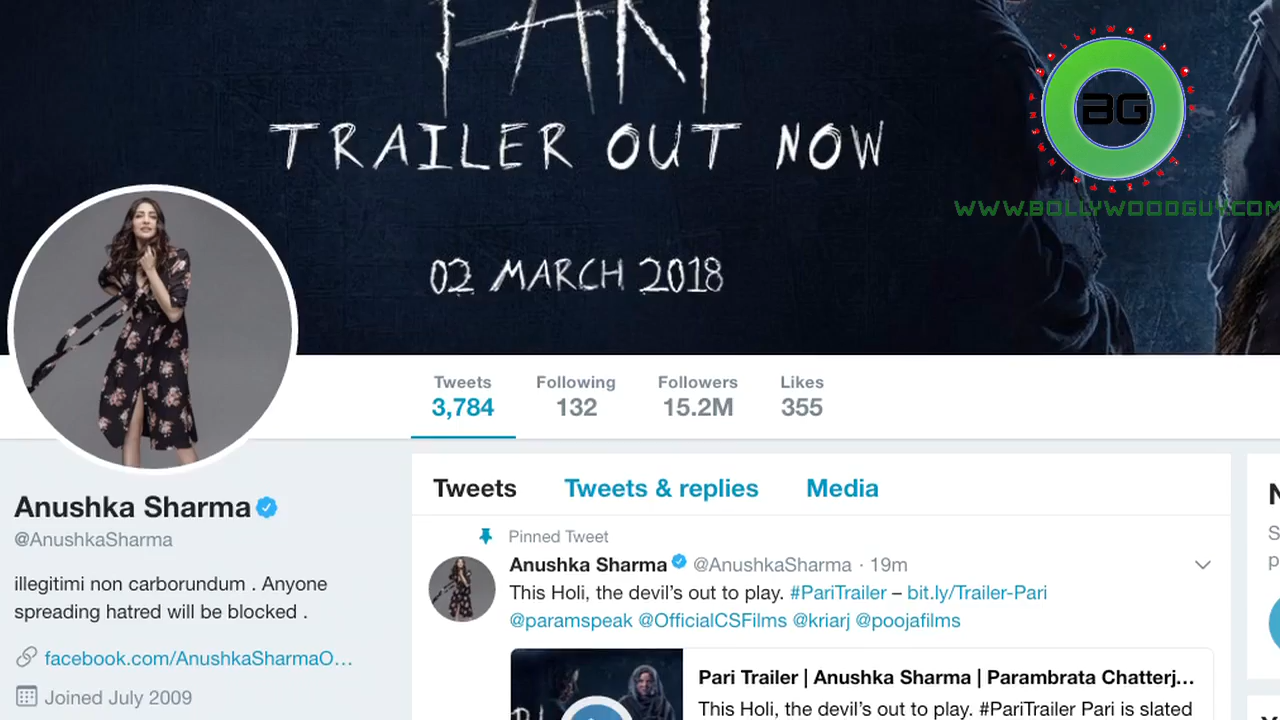 PARI
TRAILER OUT NOW
02 MARCH 2018
BG
WWW.BOLLYWOODGUY.COM
Tweets Following Followers Likes
3,784 132 15.2M 355
Anushka Sharma
@AnushkaSharma
illegitimi non carborundum . Anyone
spreading hatred will be blocked .
facebook.com/AnushkaSharmaO...
Joined July 2009
Tweets Tweets & replies Media
Pinned Tweet
Anushka Sharma @AnushkaSharma · 19m
This Holi, the devil's out to play. #PariTrailer – bit.ly/Trailer-Pari
@paramspeak @OfficialCSFilms @kriarj @poojafilms
Pari Trailer | Anushka Sharma | Parambrata Chatterj...
This Holi, the devil's out to play. #PariTrailer Pari is slated